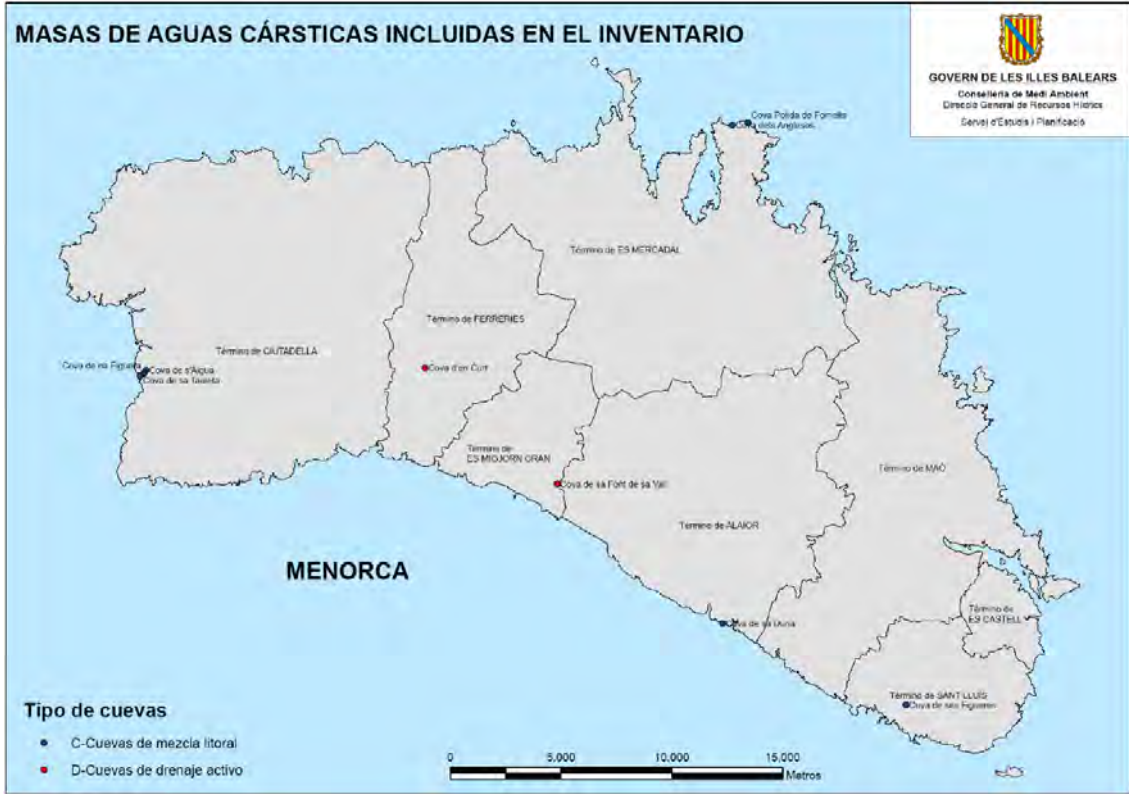 MASAS DE AGUAS CÁRSTICAS INCLUIDAS EN EL INVENTARIO
GOVERN DE LES ILLES BALEARS
Conselleria de Medi Ambient
Direcció General de Recursos Hídrics
Servei d'Estudis i Planificació
Cova Polida de Fornells
Cova dels Anglesos
Término de ES MERCADAL
Término de FERRERIES
Término de CIUTADELLA
Cova de na Figuera
Cova de s'Aigua
Cova de sa Tauleta
Cova d'en Curt
Término de
ES MIGJORN GRAN
Término de MAÓ
Cova de sa Font de sa Vall
Término de ALAIOR
MENORCA
Término de
ES CASTELL
Cova de sa
Término de SANT LLUÍS
Cova de ses Figueres
Tipo de cuevas
C-Cuevas de mezcla litoral
D-Cuevas de drenaje activo
0 5,000 10,000 15,000
Metros